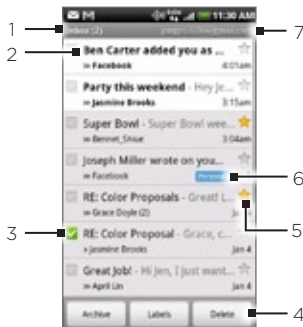 11:30 AM
1
Inbox (2)
7
2
Ben Carter added you as ...
Facebook
4:01am
Party this weekend - Hey Je...
Jasmine Brooks
3:15am
Super Bowl - Super Bowl wee...
Bennet_Shiue
3:04am
Joseph Miller wrote on you...
Facebook
6
RE: Color Proposals - Great! L...
Grace Doyle (2)
5
3
RE: Color Proposal - Grace, c...
Jasmine Brooks
Jan 4
Great Job! - Hi Jen, I just want...
April Lin
Jan 4
Archive
Labels
Delete
4